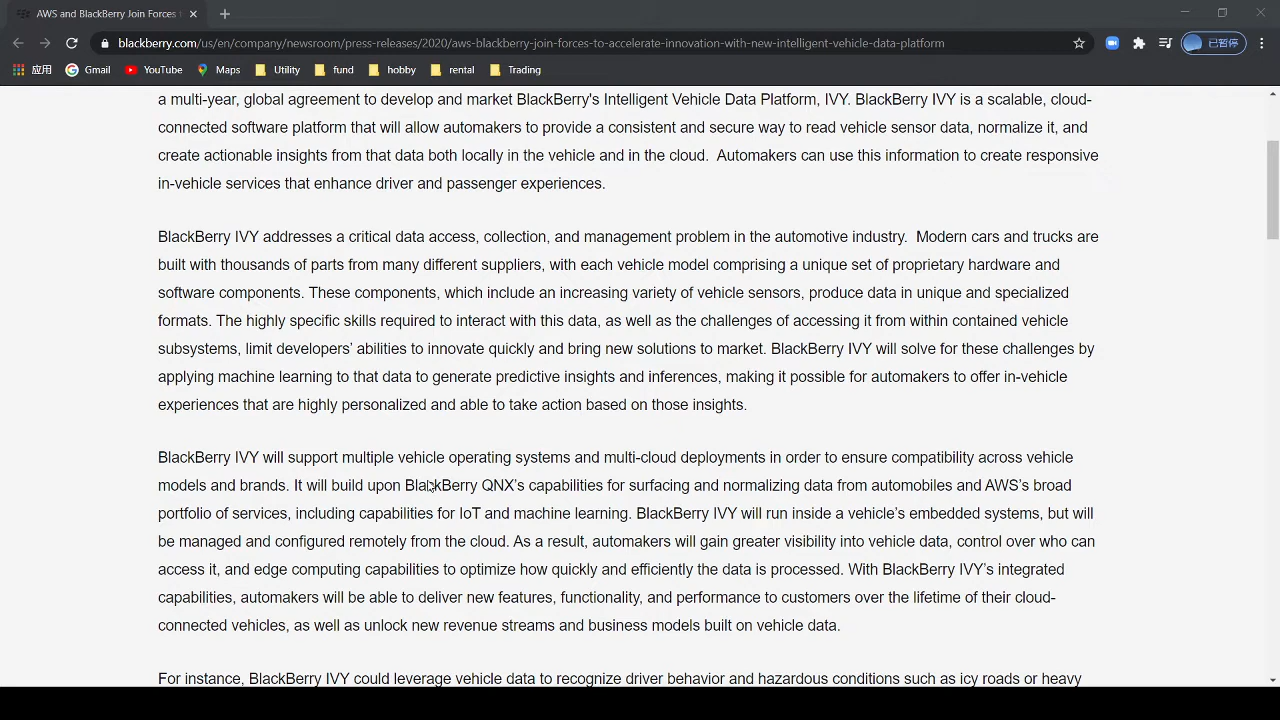 AWS and BlackBerry Join Forces
blackberry.com/us/en/company/newsroom/press-releases/2020/aws-blackberry-join-forces-to-accelerate-innovation-with-new-intelligent-vehicle-data-platform
已暂停
应用 Gmail YouTube Maps Utility fund hobby rental Trading
a multi-year, global agreement to develop and market BlackBerry's Intelligent Vehicle Data Platform, IVY. BlackBerry IVY is a scalable, cloud-
connected software platform that will allow automakers to provide a consistent and secure way to read vehicle sensor data, normalize it, and
create actionable insights from that data both locally in the vehicle and in the cloud.  Automakers can use this information to create responsive
in-vehicle services that enhance driver and passenger experiences.
BlackBerry IVY addresses a critical data access, collection, and management problem in the automotive industry.  Modern cars and trucks are
built with thousands of parts from many different suppliers, with each vehicle model comprising a unique set of proprietary hardware and
software components. These components, which include an increasing variety of vehicle sensors, produce data in unique and specialized
formats. The highly specific skills required to interact with this data, as well as the challenges of accessing it from within contained vehicle
subsystems, limit developers’ abilities to innovate quickly and bring new solutions to market. BlackBerry IVY will solve for these challenges by
applying machine learning to that data to generate predictive insights and inferences, making it possible for automakers to offer in-vehicle
experiences that are highly personalized and able to take action based on those insights.
BlackBerry IVY will support multiple vehicle operating systems and multi-cloud deployments in order to ensure compatibility across vehicle
models and brands. It will build upon BlackBerry QNX’s capabilities for surfacing and normalizing data from automobiles and AWS’s broad
portfolio of services, including capabilities for IoT and machine learning. BlackBerry IVY will run inside a vehicle’s embedded systems, but will
be managed and configured remotely from the cloud. As a result, automakers will gain greater visibility into vehicle data, control over who can
access it, and edge computing capabilities to optimize how quickly and efficiently the data is processed. With BlackBerry IVY’s integrated
capabilities, automakers will be able to deliver new features, functionality, and performance to customers over the lifetime of their cloud-
connected vehicles, as well as unlock new revenue streams and business models built on vehicle data.
For instance, BlackBerry IVY could leverage vehicle data to recognize driver behavior and hazardous conditions such as icy roads or heavy